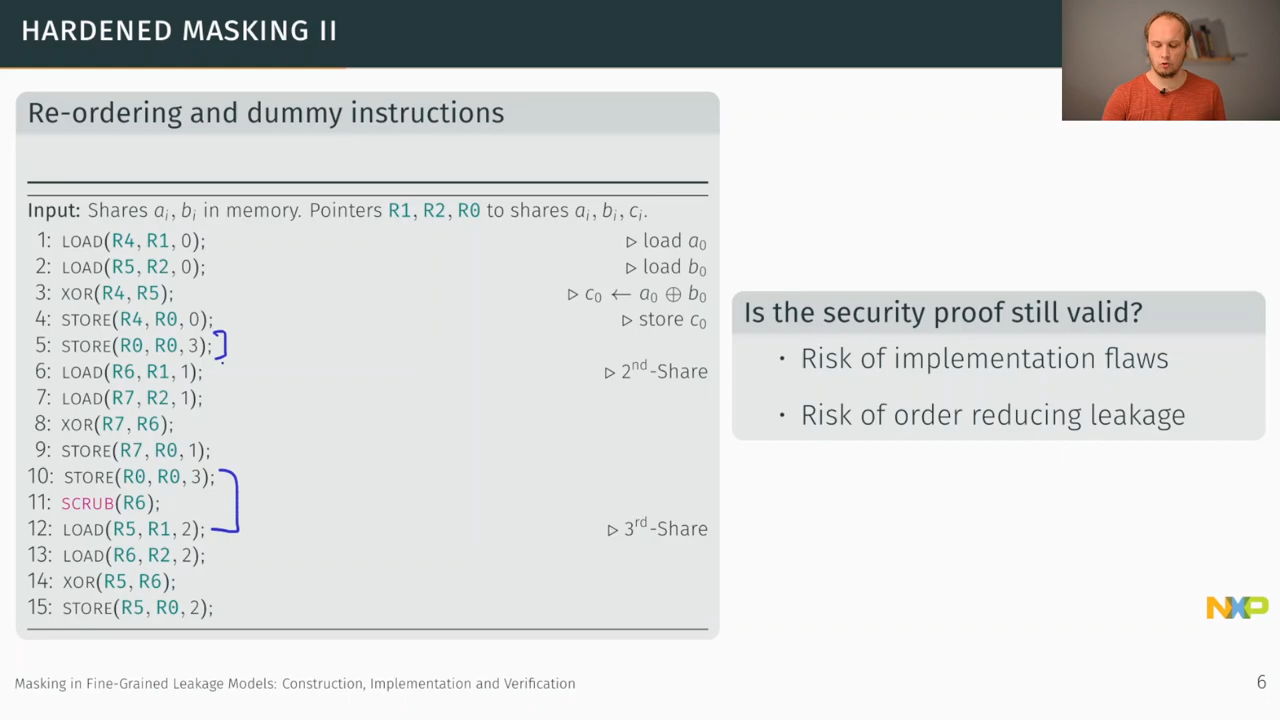 HARDENED MASKING II
Re-ordering and dummy instructions
Input: Shares aᵢ, bᵢ in memory. Pointers R1, R2, R0 to shares aᵢ, bᵢ, cᵢ.
1: LOAD(R4, R1, 0); ▷ load a₀
2: LOAD(R5, R2, 0); ▷ load b₀
3: XOR(R4, R5); ▷ c₀ ← a₀ ⊕ b₀
4: STORE(R4, R0, 0); ▷ store c₀
5: STORE(R0, R0, 3);
6: LOAD(R6, R1, 1); ▷ 2nd-Share
7: LOAD(R7, R2, 1);
8: XOR(R7, R6);
9: STORE(R7, R0, 1);
10: STORE(R0, R0, 3);
11: SCRUB(R6);
12: LOAD(R5, R1, 2); ▷ 3rd-Share
13: LOAD(R6, R2, 2);
14: XOR(R5, R6);
15: STORE(R5, R0, 2);
Is the security proof still valid?
· Risk of implementation flaws
· Risk of order reducing leakage
NXP
Masking in Fine-Grained Leakage Models: Construction, Implementation and Verification
6